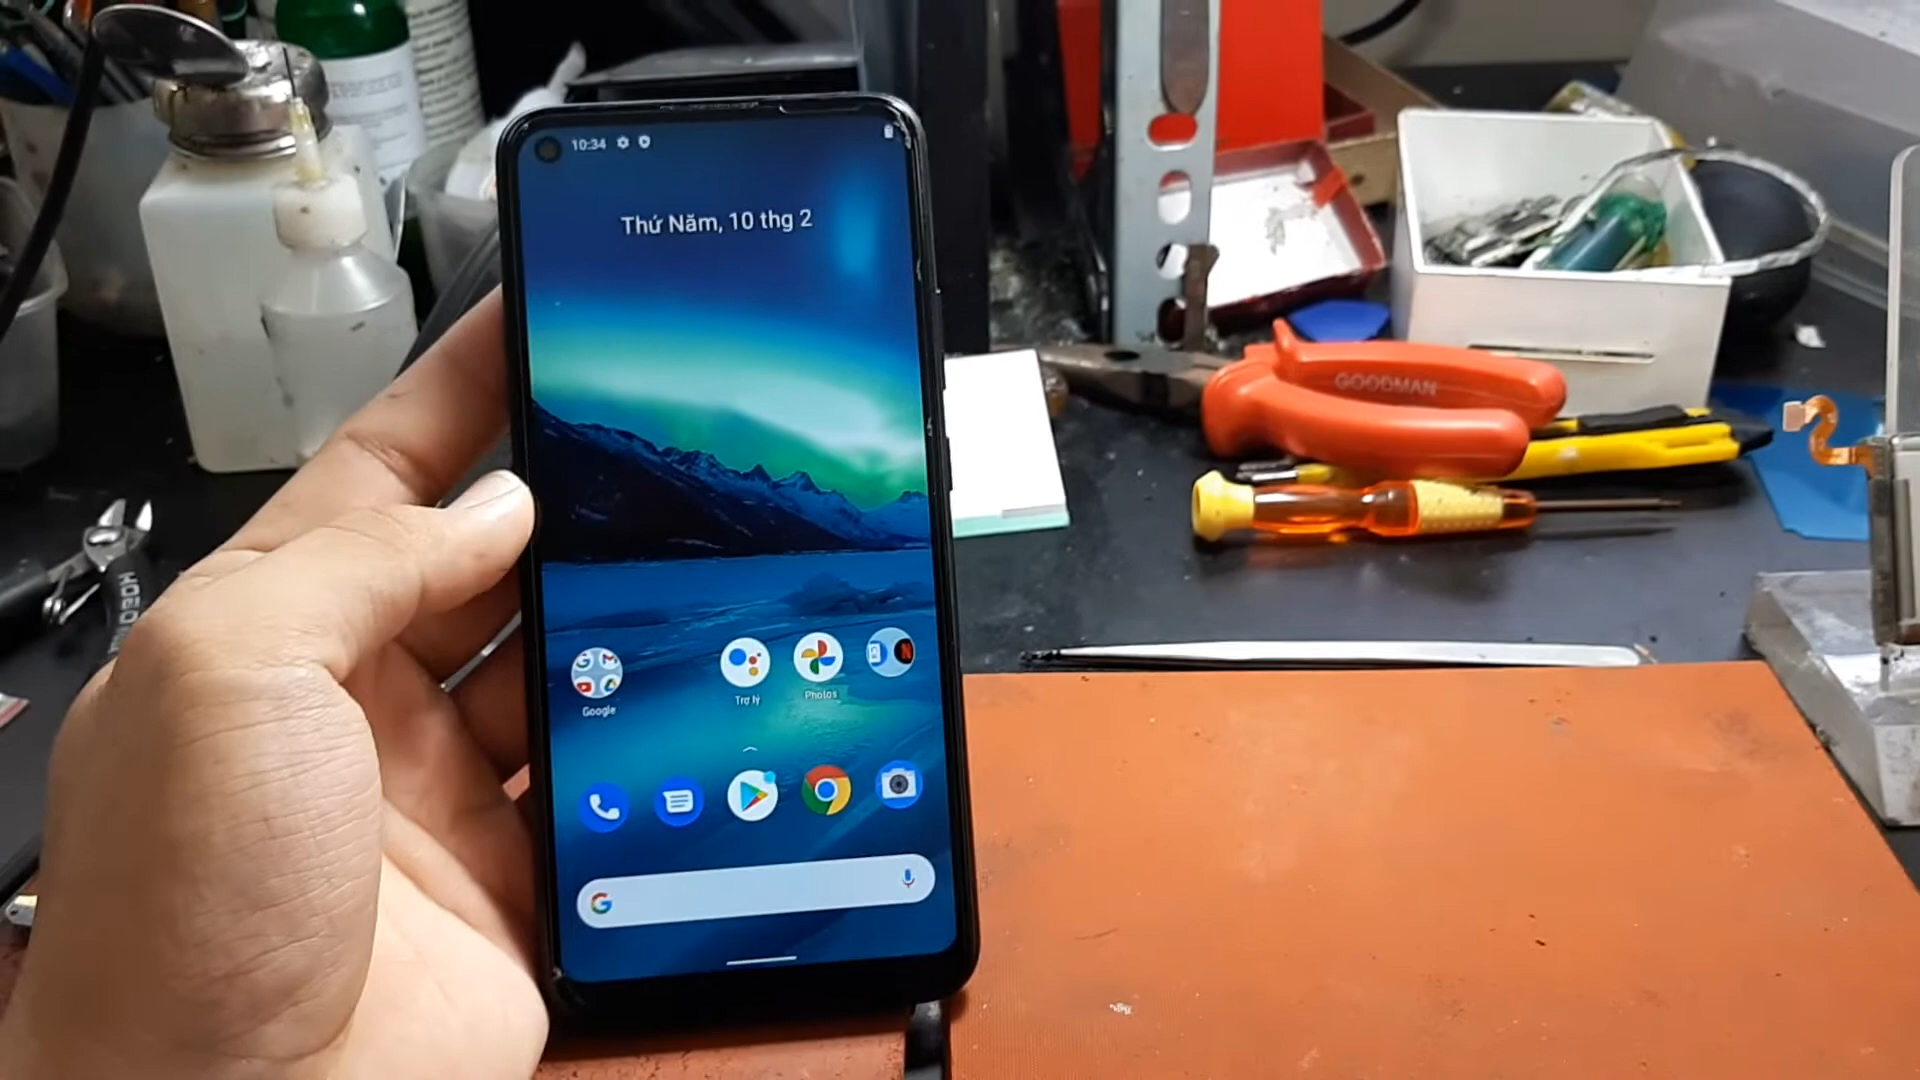 10:34
Thứ Năm, 10 thg 2
Google
Trợ lý
Photos
GOODMAN